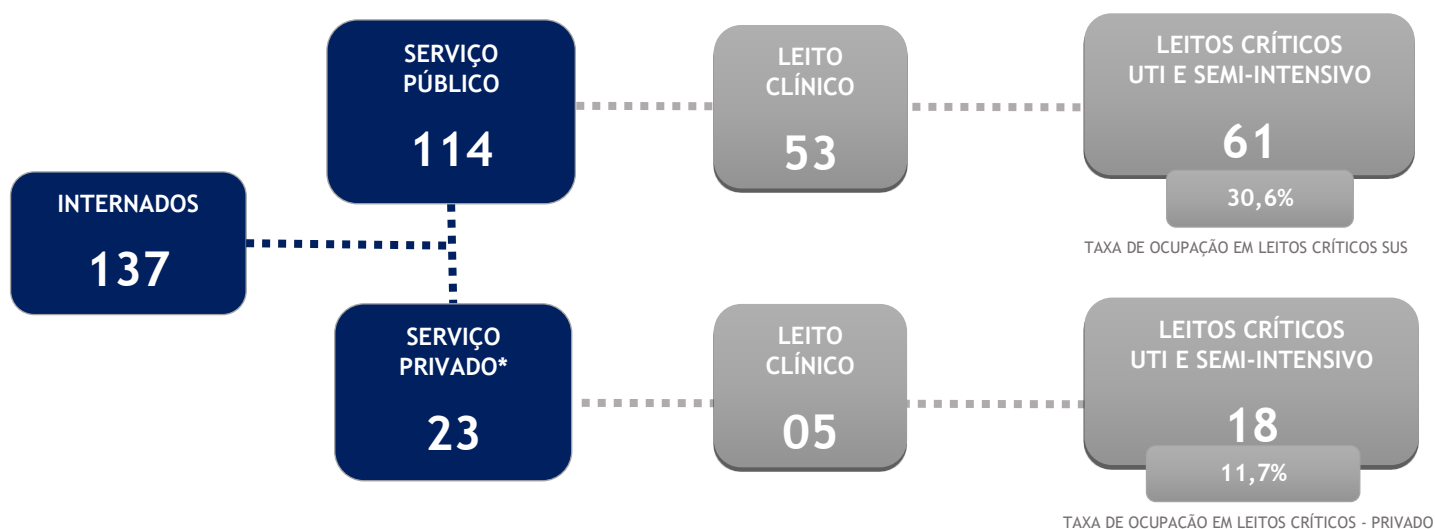 INTERNADOS
137
SERVIÇO
PÚBLICO
114
LEITO
CLÍNICO
53
LEITOS CRÍTICOS
UTI E SEMI-INTENSIVO
61
30,6%
TAXA DE OCUPAÇÃO EM LEITOS CRÍTICOS SUS
SERVIÇO
PRIVADO*
23
LEITO
CLÍNICO
05
LEITOS CRÍTICOS
UTI E SEMI-INTENSIVO
18
11,7%
TAXA DE OCUPAÇÃO EM LEITOS CRÍTICOS - PRIVADO